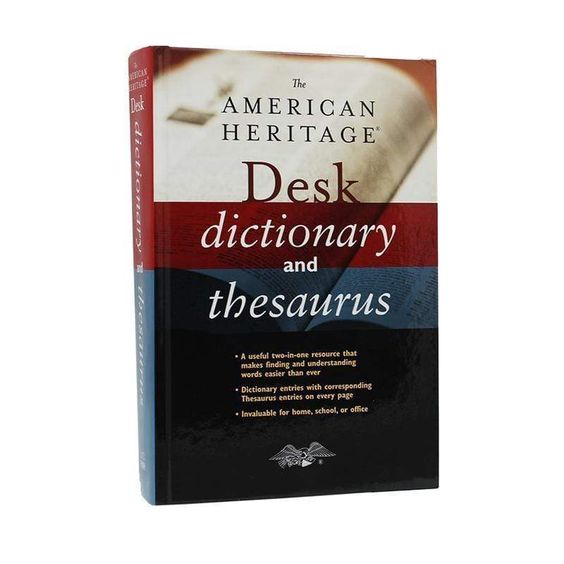 The
AMERICAN
HERITAGE®
Desk
dictionary
and
thesaurus
• A useful two-in-one resource that
makes finding and understanding
words easier than ever
• Dictionary entries with corresponding
Thesaurus entries on every page
• Invaluable for home, school, or office
®
The
AMERICAN
HERITAGE®
Desk
dictionary
and
thesaurus